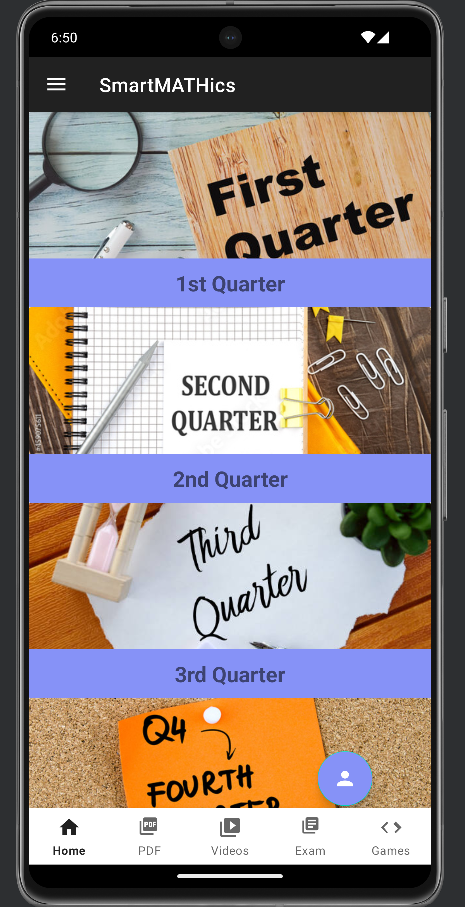 6:50
SmartMATHics
First
Quarter
1st Quarter
SECOND
QUARTER
2nd Quarter
Third
Quarter
3rd Quarter
Q4
FOURTH
PDF
Home
PDF
Videos
Exam
Games